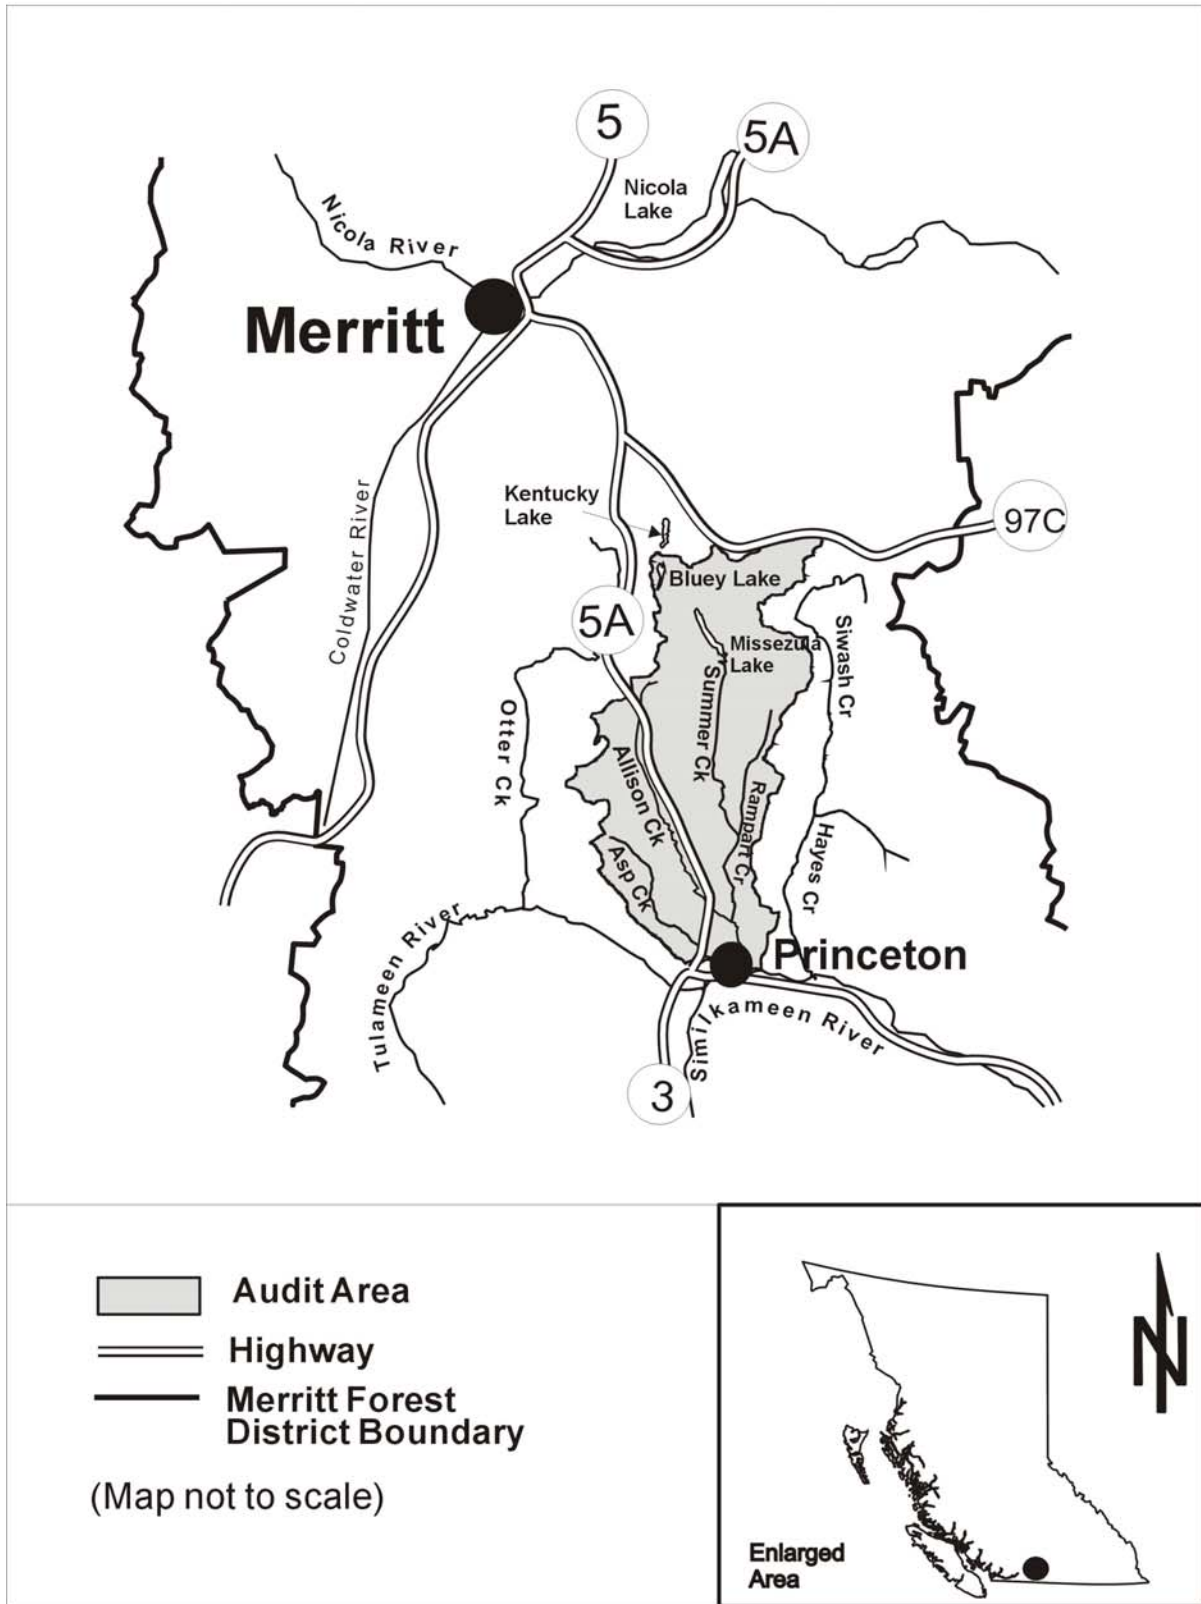 5
5A
Nicola
Lake
Nicola River
Merritt
Kentucky
Lake
97C
Coldwater River
Bluey Lake
5A
Missezula
Lake
Siwash Cr
Summer Ck
Otter Ck
Allison Ck
Rampart Cr
Hayes Cr
Asp Ck
Tulameen River
Princeton
Similkameen River
3
Audit Area
Highway
Merritt Forest
District Boundary
(Map not to scale)
N
Enlarged
Area